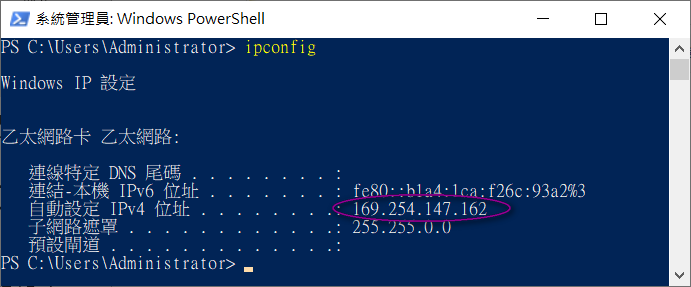 系統管理員: Windows PowerShell
PS C:\Users\Administrator> ipconfig
Windows IP 設定
乙太網路卡 乙太網路:
連線特定 DNS 尾碼 . . . . . . . . :
連結-本機 IPv6 位址 . . . . . . . : fe80::b1a4:1ca:f26c:93a2%3
自動設定 IPv4 位址 . . . . . . . .: 169.254.147.162
子網路遮罩 . . . . . . . . . . . .: 255.255.0.0
預設閘道 . . . . . . . . . . . . .:
PS C:\Users\Administrator>